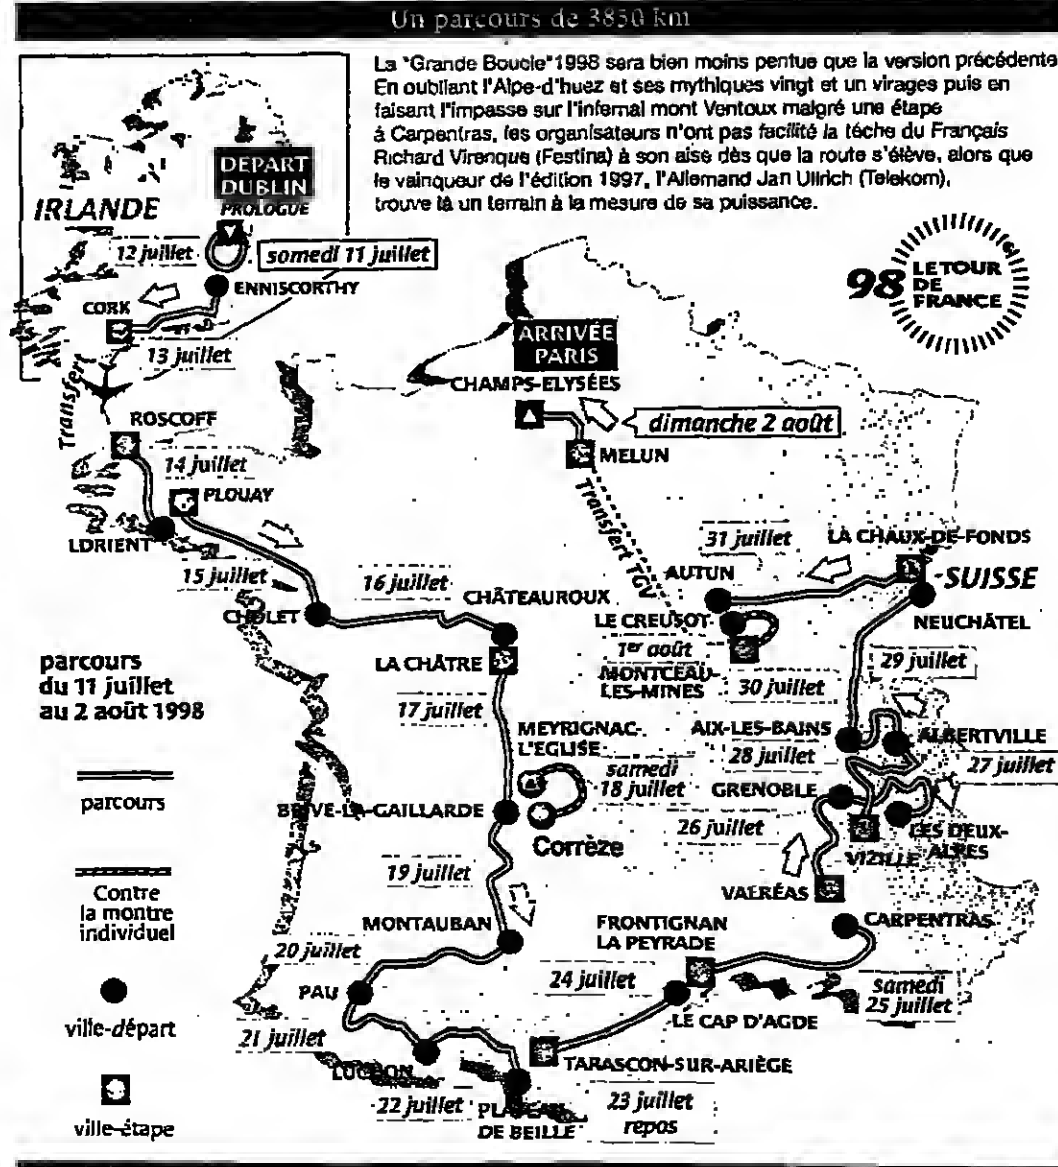 Un parcours de 3850 km
La "Grande Boucle" 1998 sera bien moins pentue que la version précédente
En oubliant l'Alpe-d'huez et ses mythiques vingt et un virages puis en
faisant l'impasse sur l'infernal mont Ventoux malgré une étape
à Carpentras, les organisateurs n'ont pas facilité la têche du Français
Richard Virenque (Festina) à son aise dès que la route s'élève, alors que
le vainqueur de l'édition 1997, l'Allemand Jan Ullrich (Telekom),
trouve là un terrain à la mesure de sa puissance.
DÉPART
DUBLIN
PROLOGUE
IRLANDE
12 juillet
somedi 11 juillet
ENNISCORTHY
CORK
13 juillet
Transfert
98 LE TOUR
DE
FRANCE
ARRIVÉE
PARIS
CHAMPS-ELYSÉES
dimanche 2 août
MELUN
Transfert TGV
ROSCOFF
14 juillet
PLOUAY
LORIENT
15 juillet
16 juillet
CHOLET
CHÂTEAUROUX
LA CHÂTRE
17 juillet
31 juillet
LA CHAUX-DE-FONDS
SUISSE
AUTUN
LE CREUSOT
NEUCHÂTEL
1er août
MONTCEAU-
LES-MINES
30 juillet
29 juillet
parcours
du 11 juillet
au 2 août 1998
MEYRIGNAC-
L'EGLISE
samedi
18 juillet
AIX-LES-BAINS
ALBERTVILLE
28 juillet
27 juillet
BRIVE-LA-GAILLARDE
Corrèze
GRENOBLE
26 juillet
LES DEUX-
ALPES
VIZILLE
VALRÉAS
19 juillet
MONTAUBAN
FRONTIGNAN
LA PEYRADE
CARPENTRAS
20 juillet
24 juillet
samedi
25 juillet
PAU
LE CAP D'AGDE
21 juillet
TARASCON-SUR-ARIÈGE
LUCHON
22 juillet
PLATEAU
DE BEILLE
23 juillet
repos
parcours
Contre
la montre
individuel
ville-départ
ville-étape